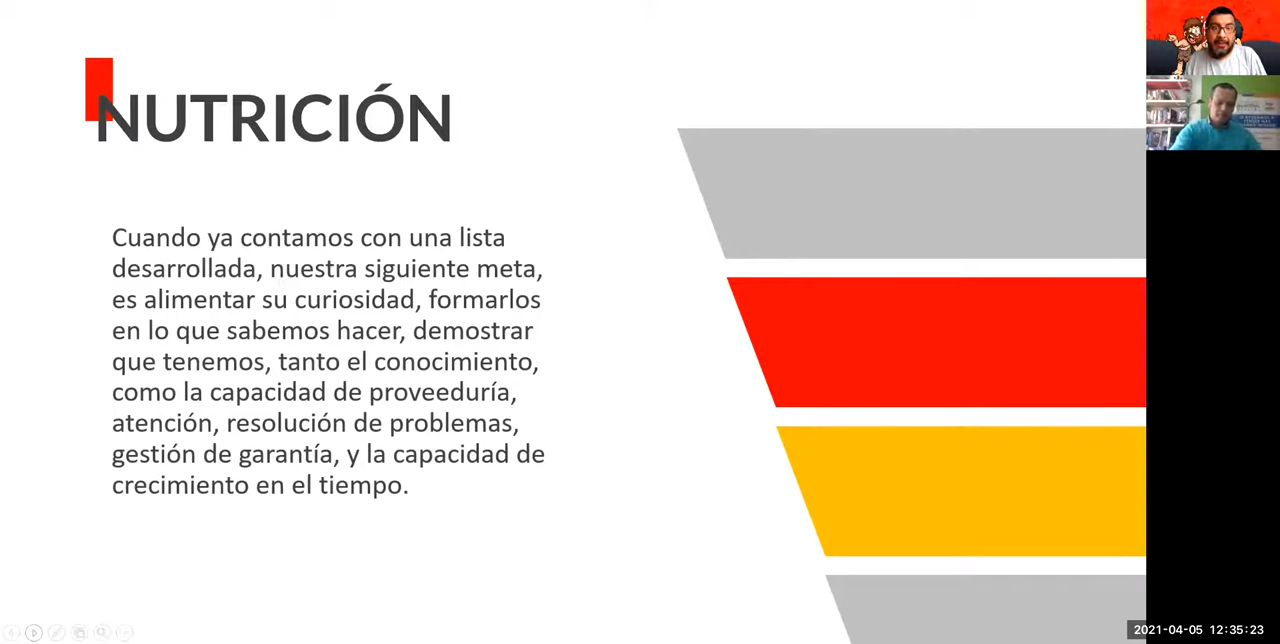 NUTRICIÓN
Cuando ya contamos con una lista
desarrollada, nuestra siguiente meta,
es alimentar su curiosidad, formarlos
en lo que sabemos hacer, demostrar
que tenemos, tanto el conocimiento,
como la capacidad de proveeduría,
atención, resolución de problemas,
gestión de garantía, y la capacidad de
crecimiento en el tiempo.
2021-04-05 12:35:23